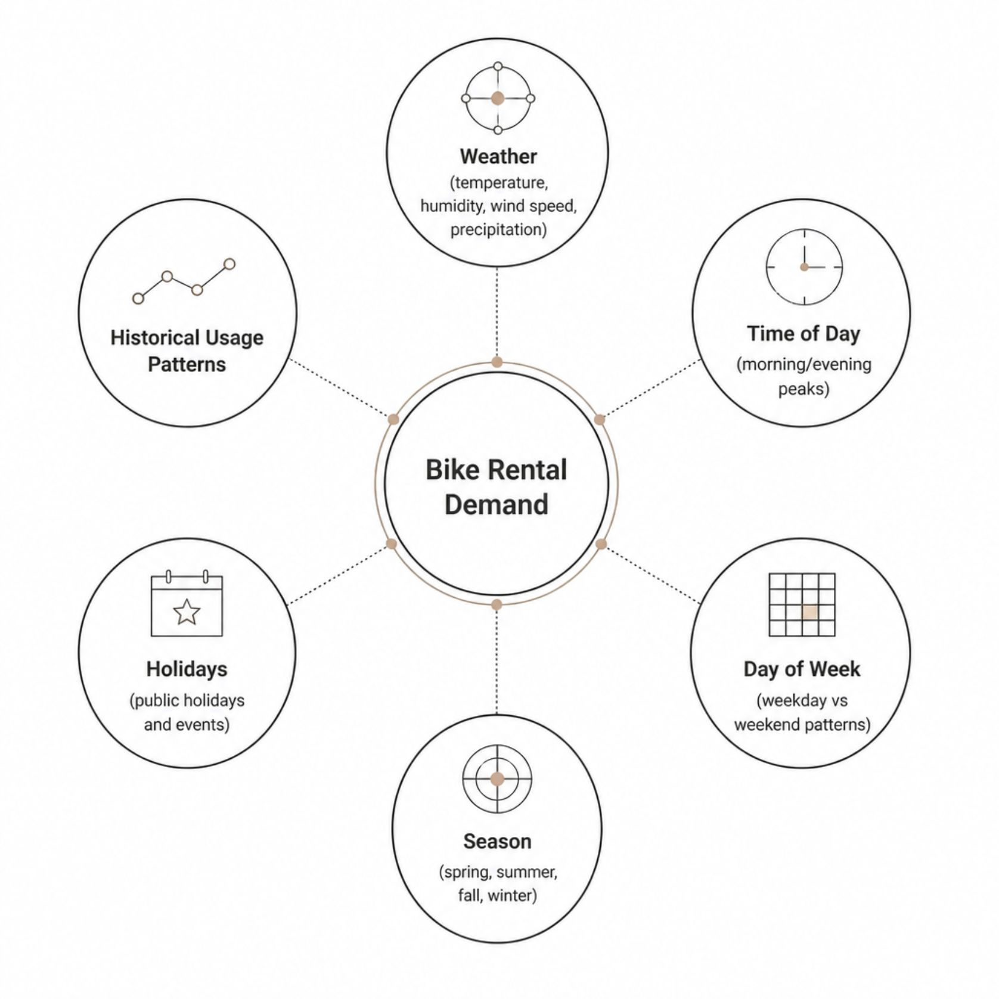 Weather
(temperature,
humidity, wind speed,
precipitation)
Historical Usage
Patterns
Time of Day
(morning/evening
peaks)
Bike Rental
Demand
Holidays
(public holidays
and events)
Day of Week
(weekday vs
weekend patterns)
Season
(spring, summer,
fall, winter)